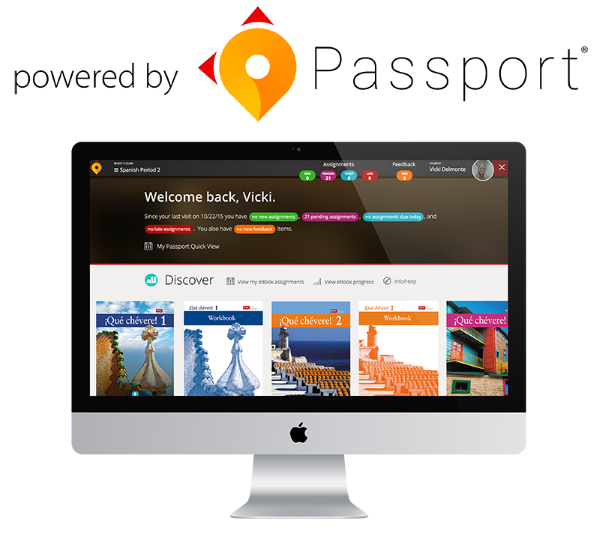 powered by Passport®
SELECT A CLASS
Spanish Period 2
Assignments
Feedback
STUDENT
Vicki Delmonte
NEW 0
PENDING 21
TODAY 0
LATE 0
NEW 0
Welcome back, Vicki.
Since your last visit on 10/22/15 you have no new assignments, 21 pending assignments, no assignments due today, and
no late assignments. You also have no new feedback items.
My Passport Quick View
Discover
View my eBook assignments
View eBook progress
Info/Help
¡Qué chévere! 1
¡Qué chévere! 1
Workbook
¡Qué chévere! 2
¡Qué chévere! 2
Workbook
¡Qué chévere!